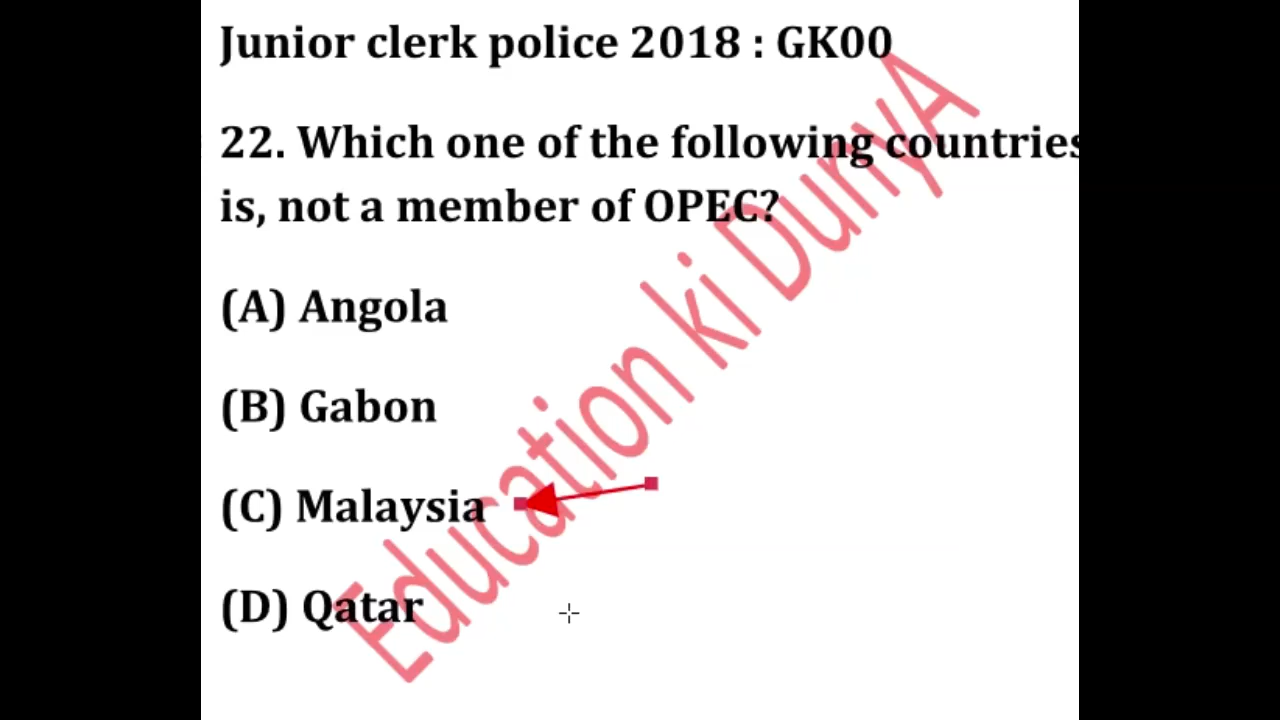 Junior clerk police 2018 : GK00
22. Which one of the following countries
is, not a member of OPEC?
(A) Angola
(B) Gabon
(C) Malaysia
(D) Qatar
Education ki DunyA